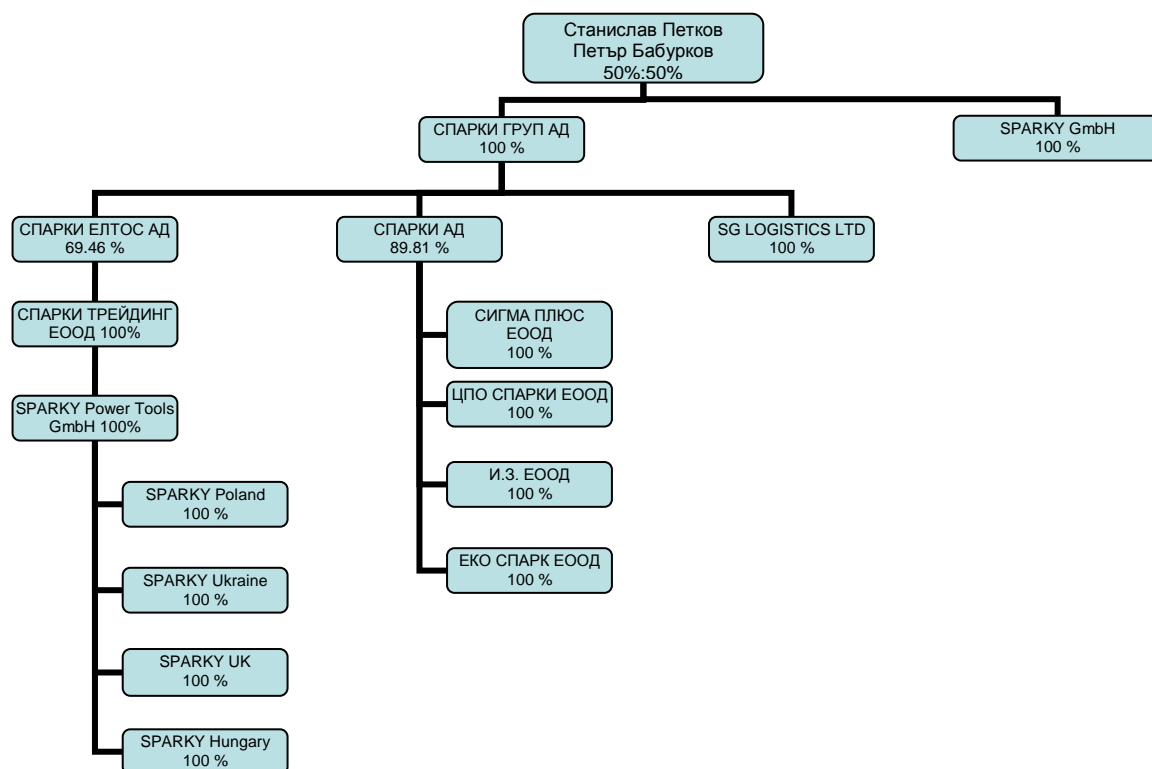 Станислав Петков
Петър Бабурков
50%:50%
СПАРКИ ГРУП АД
100 %
SPARKY GmbH
100 %
СПАРКИ ЕЛТОС АД
69.46 %
СПАРКИ АД
89.81 %
SG LOGISTICS LTD
100 %
СПАРКИ ТРЕЙДИНГ
ЕООД 100%
SPARKY Power Tools
GmbH 100%
SPARKY Poland
100 %
SPARKY Ukraine
100 %
SPARKY UK
100 %
SPARKY Hungary
100 %
СИГМА ПЛЮС
ЕООД
100 %
ЦПО СПАРКИ ЕООД
100 %
И.З. ЕООД
100 %
ЕКО СПАРК ЕООД
100 %